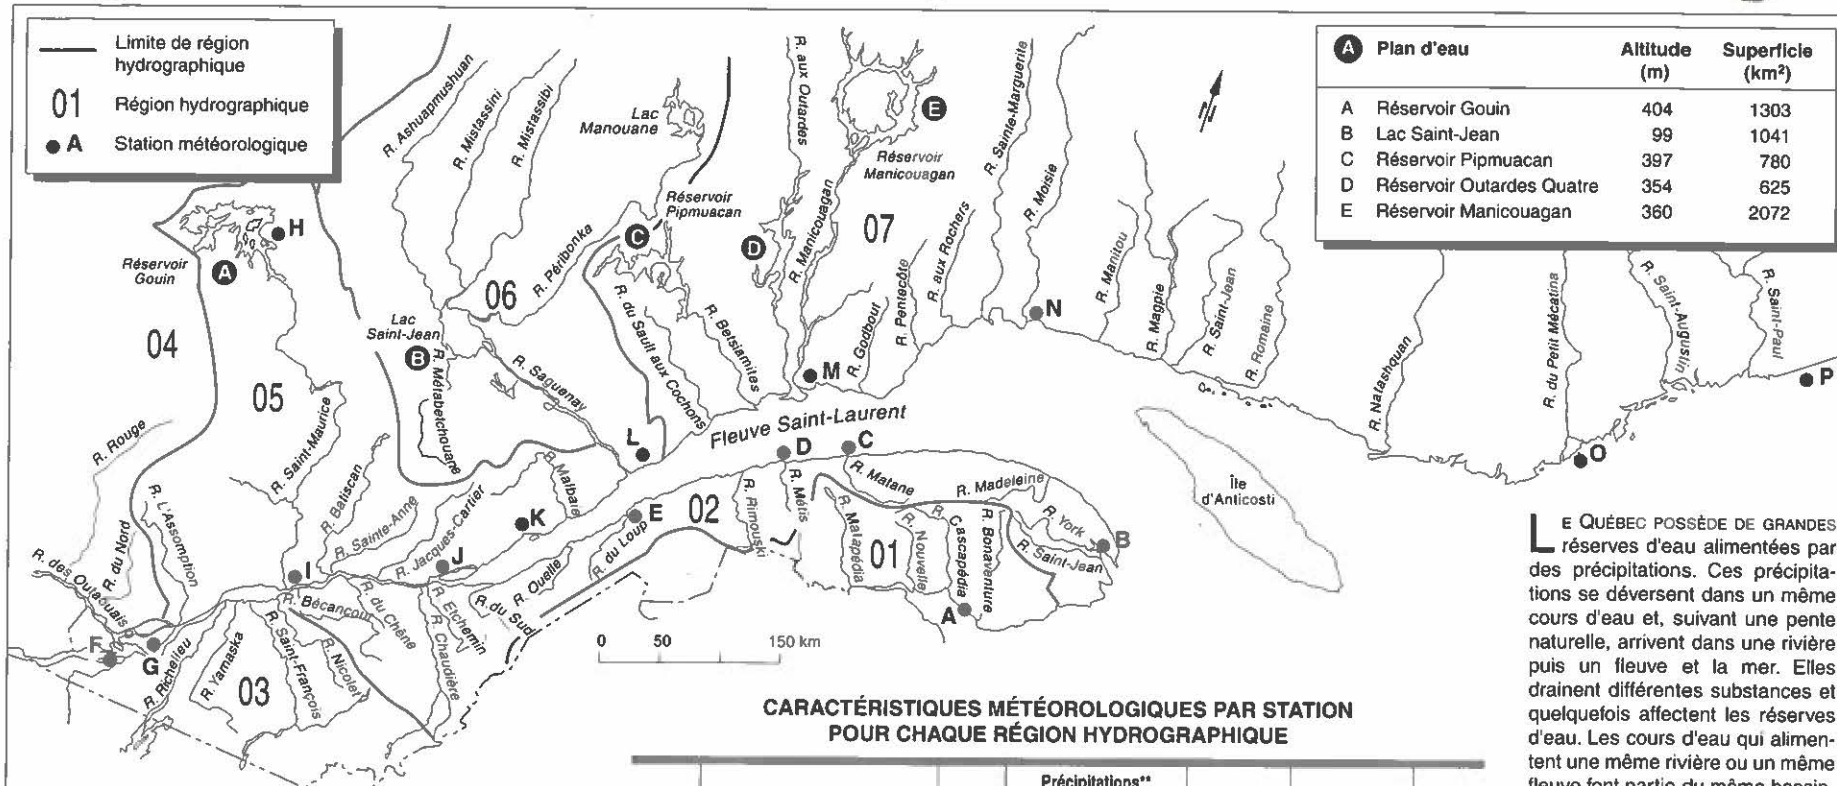 Limite de région
hydrographique
01 Région hydrographique
A Station météorologique
A Plan d'eau Altitude Superficie
(m) (km²)
A Réservoir Gouin 404 1303
B Lac Saint-Jean 99 1041
C Réservoir Pipmuacan 397 780
D Réservoir Outardes Quatre 354 625
E Réservoir Manicouagan 360 2072
R. Ashuapmushuan
R. Mistassini
R. Mistassibi
Lac
Manouane
R. aux Outardes
E
Réservoir
Manicouagan
R. Sainte-Marguerite
R. Moisie
Réservoir
Pipmuacan
H
Réservoir
Gouin
A
C
D
R. Manicouagan
07
R. aux Rochers
R. Manitou
R. Magpie
R. Saint-Jean
R. Romaine
R. Natashquan
R. du Petit Mécatina
R. Saint-Augustin
R. Saint-Paul
06
R. Péribonka
R. du Sault aux Cochons
R. Betsiamites
R. Godbout
R. Pentecôte
N
04
Lac
Saint-Jean
B
R. Métabetchouane
R. Saguenay
M
P
05
R. Rouge
R. Saint-Maurice
R. Batiscan
R. Sainte-Anne
R. Jacques-Cartier
R. Malbaie
L
Fleuve Saint-Laurent
D
C
O
Île
d'Anticosti
K
E
02
R. Rimouski
R. Métis
R. Matane
R. Madeleine
R. York
R. Saint-Jean
B
R. du Nord
R. L'Assomption
R. des Outaouais
I
J
R. du Loup
R. Ouelle
R. du Sud
R. Matapédia
01
R. Nouvelle
R. Cascapédia
R. Bonaventure
A
F
G
R. Richelieu
R. Yamaska
03
R. Saint-François
R. Nicolet
R. Bécancour
R. du Chêne
R. Etchemin
R. Chaudière
0 50 150 km
CARACTÉRISTIQUES MÉTÉOROLOGIQUES PAR STATION
POUR CHAQUE RÉGION HYDROGRAPHIQUE
Précipitations**
LE QUÉBEC POSSÈDE DE GRANDES
réserves d'eau alimentées par
des précipitations. Ces précipita-
tions se déversent dans un même
cours d'eau et, suivant une pente
naturelle, arrivent dans une rivière
puis un fleuve et la mer. Elles
drainent différentes substances et
quelquefois affectent les réserves
d'eau. Les cours d'eau qui alimen-
tent une même rivière ou un même
fleuve font partie du même bassin